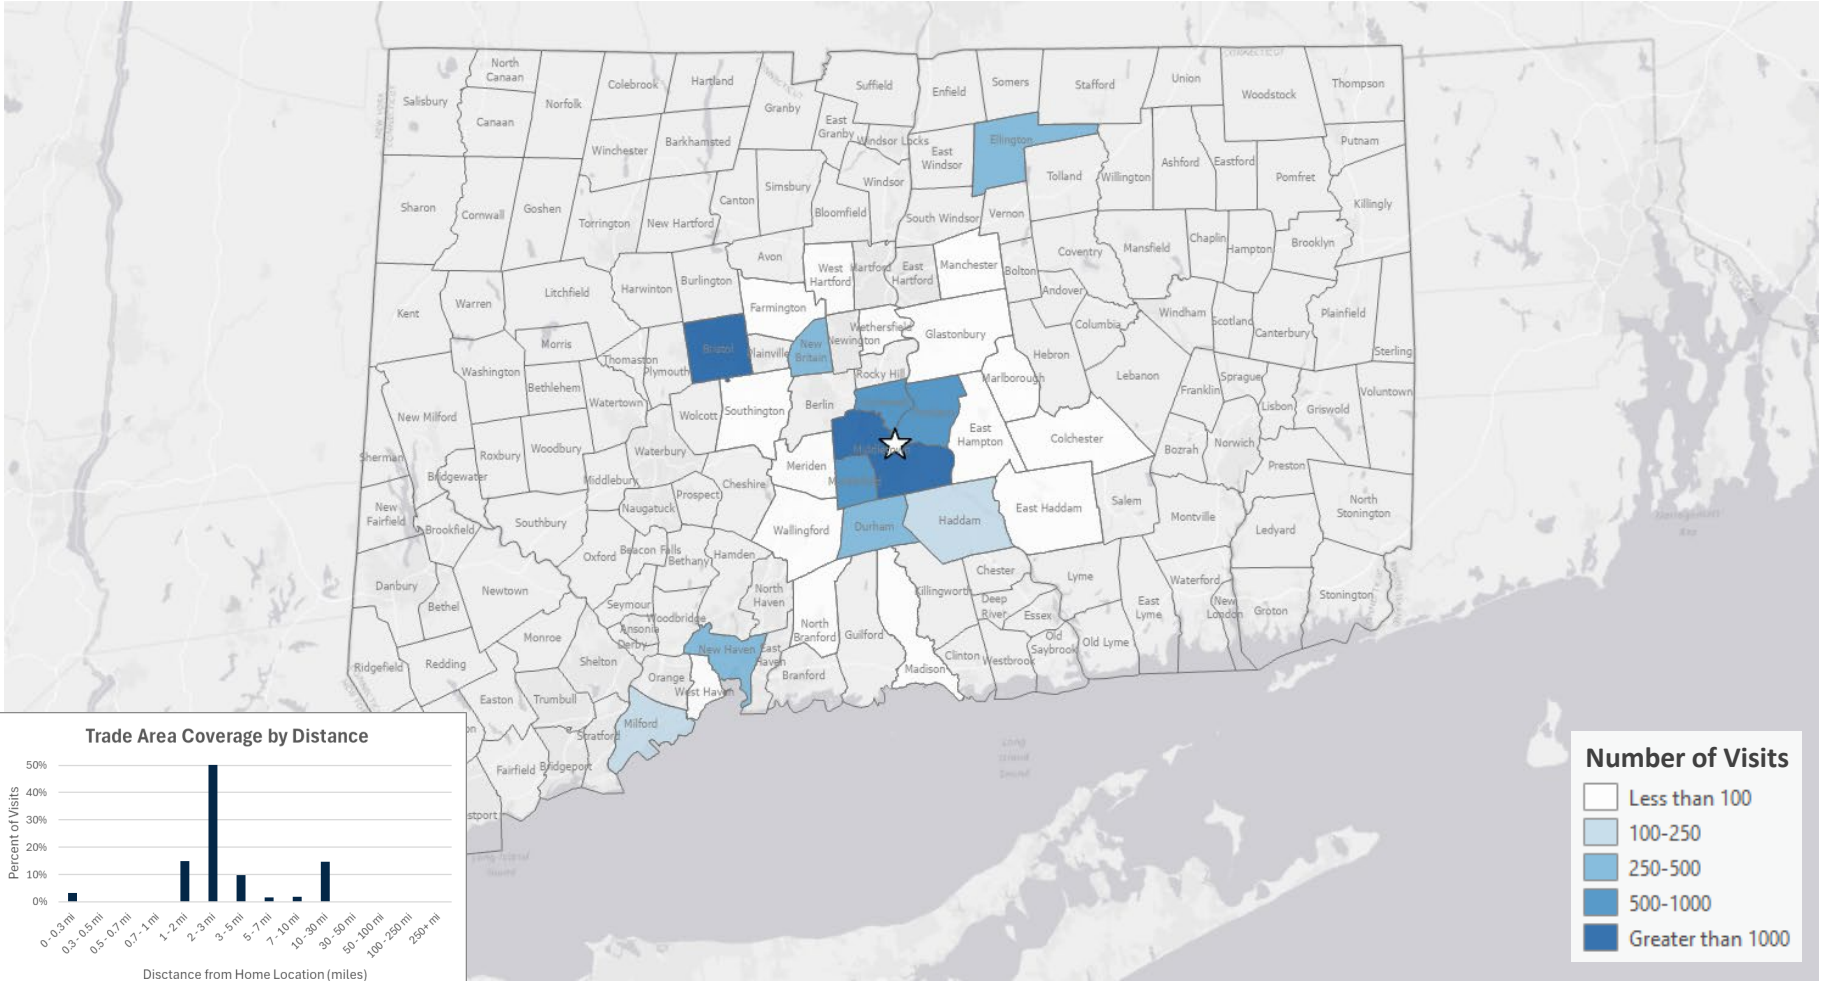 North
Canaan
Colebrook
Hartland
Suffield
Enfield
Somers
Stafford
Union
Woodstock
Thompson
Salisbury
Norfolk
Granby
Canaan
East
Granby
Windsor Locks
East
Windsor
Ellington
Putnam
Winchester
Barkhamsted
Simsbury
Windsor
Tolland
Willington
Ashford
Eastford
Pomfret
Killingly
Sharon
Cornwall
Goshen
Torrington
New Hartford
Canton
Bloomfield
South Windsor
Vernon
Coventry
Mansfield
Chaplin
Hampton
Brooklyn
Avon
West
Hartford
Hartford
East
Hartford
Manchester
Bolton
Andover
Kent
Warren
Litchfield
Harwinton
Burlington
Farmington
Wethersfield
Glastonbury
Columbia
Windham
Scotland
Canterbury
Plainfield
Sterling
Morris
Thomaston
Plymouth
Bristol
Plainville
New
Britain
Newington
Rocky Hill
Hebron
Marlborough
Lebanon
Franklin
Sprague
Lisbon
Griswold
Voluntown
Washington
Bethlehem
Watertown
Wolcott
Southington
Berlin
New Milford
Woodbury
Roxbury
Waterbury
East
Hampton
Colchester
Bozrah
Norwich
Preston
Sherman
Bridgewater
Middlebury
Prospect
Cheshire
Meriden
Naugatuck
New
Fairfield
Brookfield
Southbury
Wallingford
Durham
Haddam
East Haddam
Salem
Montville
Ledyard
North
Stonington
Oxford
Beacon Falls
Bethany
Hamden
Danbury
Bethel
Newtown
Seymour
Woodbridge
Ansonia
Derby
North
Haven
Killingworth
Chester
Deep
River
Essex
Lyme
East
Lyme
Waterford
New
London
Groton
Stonington
Monroe
Shelton
New Haven
East
Haven
North
Branford
Guilford
Madison
Clinton
Westbrook
Old
Saybrook
Old Lyme
Ridgefield
Redding
Easton
Trumbull
Orange
West Haven
Branford
Milford
Stratford
Fairfield
Bridgeport
stport
Long
Island
Sound
Long Island
Sound
Trade Area Coverage by Distance
Percent of Visits
50%
40%
30%
20%
10%
0%
0 - 0.3 mi
0.3 - 0.5 mi
0.5 - 0.7 mi
0.7 - 1 mi
1 - 2 mi
2 - 3 mi
3 - 5 mi
5 - 7 mi
7 - 10 mi
10 - 30 mi
30 - 50 mi
50 - 100 mi
100 - 250 mi
250+ mi
Disctance from Home Location (miles)
Number of Visits
Less than 100
100-250
250-500
500-1000
Greater than 1000